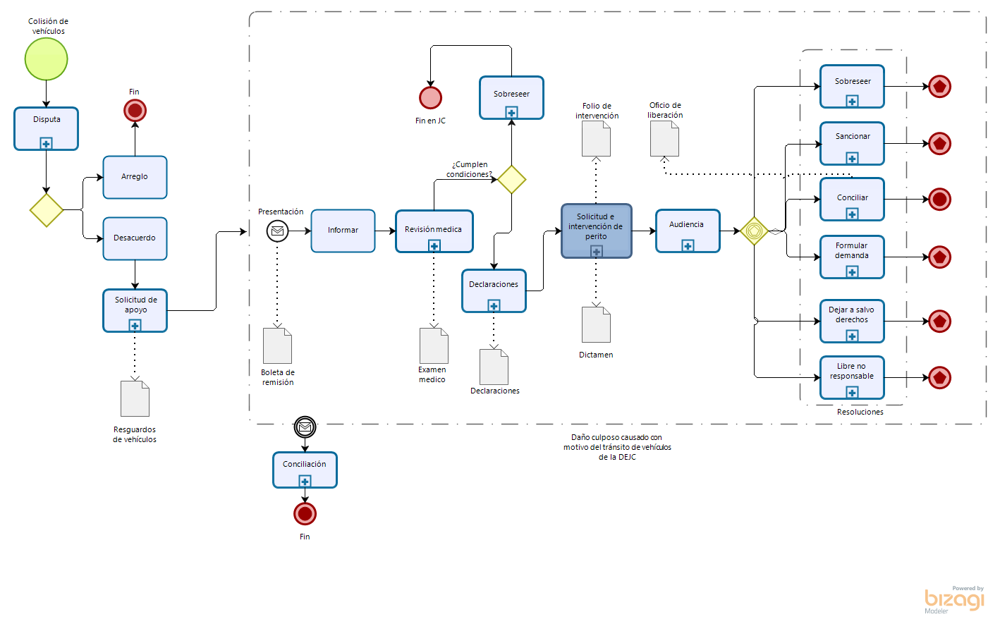 Colisión de
vehículos
Disputa
Fin
Arreglo
Desacuerdo
Solicitud de
apoyo
Resguardos
de vehículos
Presentación
Informar
Revisión medica
¿Cumplen
condiciones?
Sobreseer
Fin en JC
Declaraciones
Boleta de
remisión
Examen
medico
Declaraciones
Folio de
intervención
Oficio de
liberación
Solicitud e
intervención de
perito
Dictamen
Audiencia
Sobreseer
Sancionar
Conciliar
Formular
demanda
Dejar a salvo
derechos
Libre no
responsable
Resoluciones
Daño culposo causado con
motivo del tránsito de vehículos
de la DEJC
Conciliación
Fin
Powered by
bizagi
Modeler